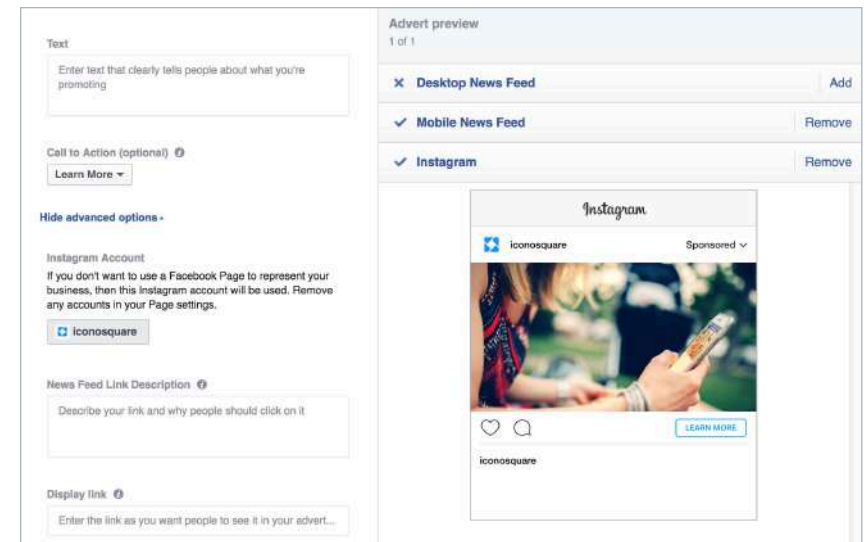 Text
Enter text that clearly tells people about what you're
promoting
Call to Action (optional)
Learn More
Hide advanced options
Instagram Account
If you don't want to use a Facebook Page to represent your
business, then this Instagram account will be used. Remove
any accounts in your Page settings.
iconosquare
News Feed Link Description
Describe your link and why people should click on it
Display link
Enter the link as you want people to see it in your advert...
Advert preview
1 of 1
Desktop News Feed Add
Mobile News Feed Remove
Instagram Remove
Instagram
iconosquare Sponsored
LEARN MORE
iconosquare